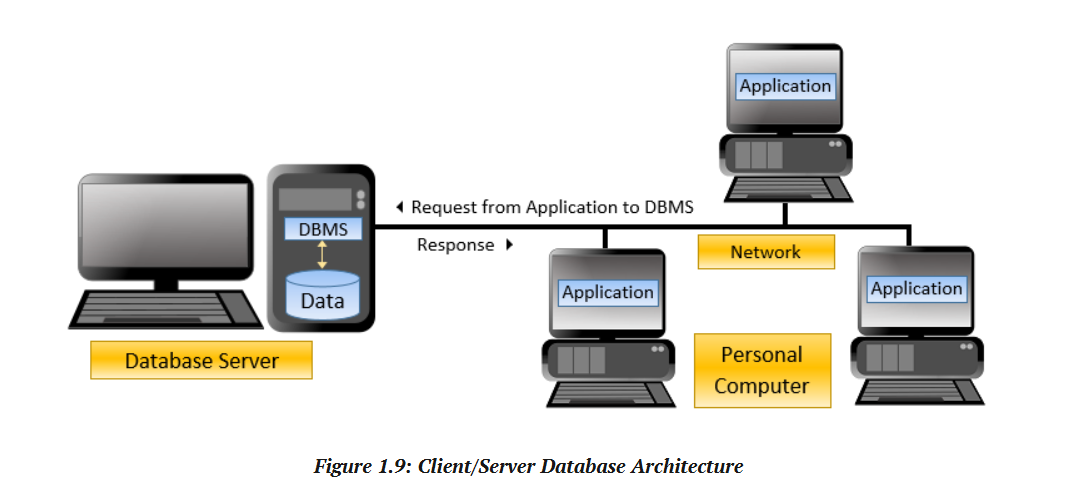 Application
◂ Request from Application to DBMS
DBMS
Response ▸
Network
Application
Application
Data
Database Server
Personal
Computer
Figure 1.9: Client/Server Database Architecture